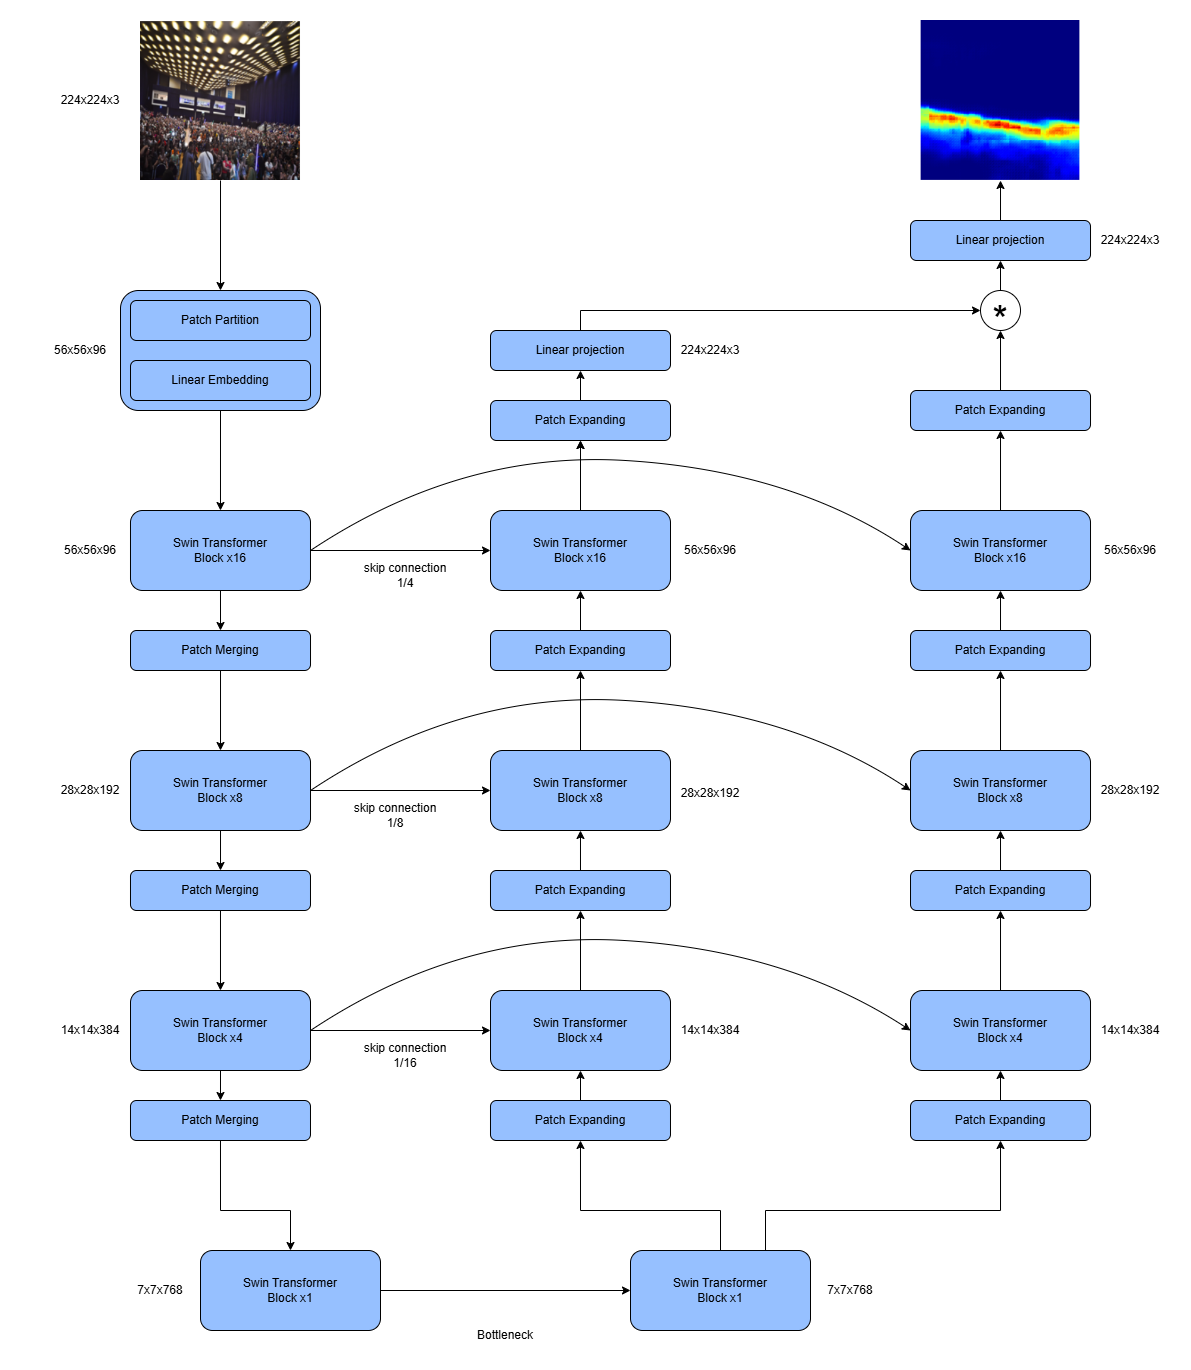 224x224x3
Linear projection
224x224x3
*
Patch Partition
Linear Embedding
56x56x96
Linear projection
224x224x3
Patch Expanding
Patch Expanding
56x56x96
Swin Transformer
Block x16
skip connection
1/4
Swin Transformer
Block x16
56x56x96
Swin Transformer
Block x16
56x56x96
Patch Merging
Patch Expanding
Patch Expanding
28x28x192
Swin Transformer
Block x8
skip connection
1/8
Swin Transformer
Block x8
28x28x192
Swin Transformer
Block x8
28x28x192
Patch Merging
Patch Expanding
Patch Expanding
14x14x384
Swin Transformer
Block x4
skip connection
1/16
Swin Transformer
Block x4
14x14x384
Swin Transformer
Block x4
14x14x384
Patch Merging
Patch Expanding
Patch Expanding
7x7x768
Swin Transformer
Block x1
Bottleneck
Swin Transformer
Block x1
7x7x768